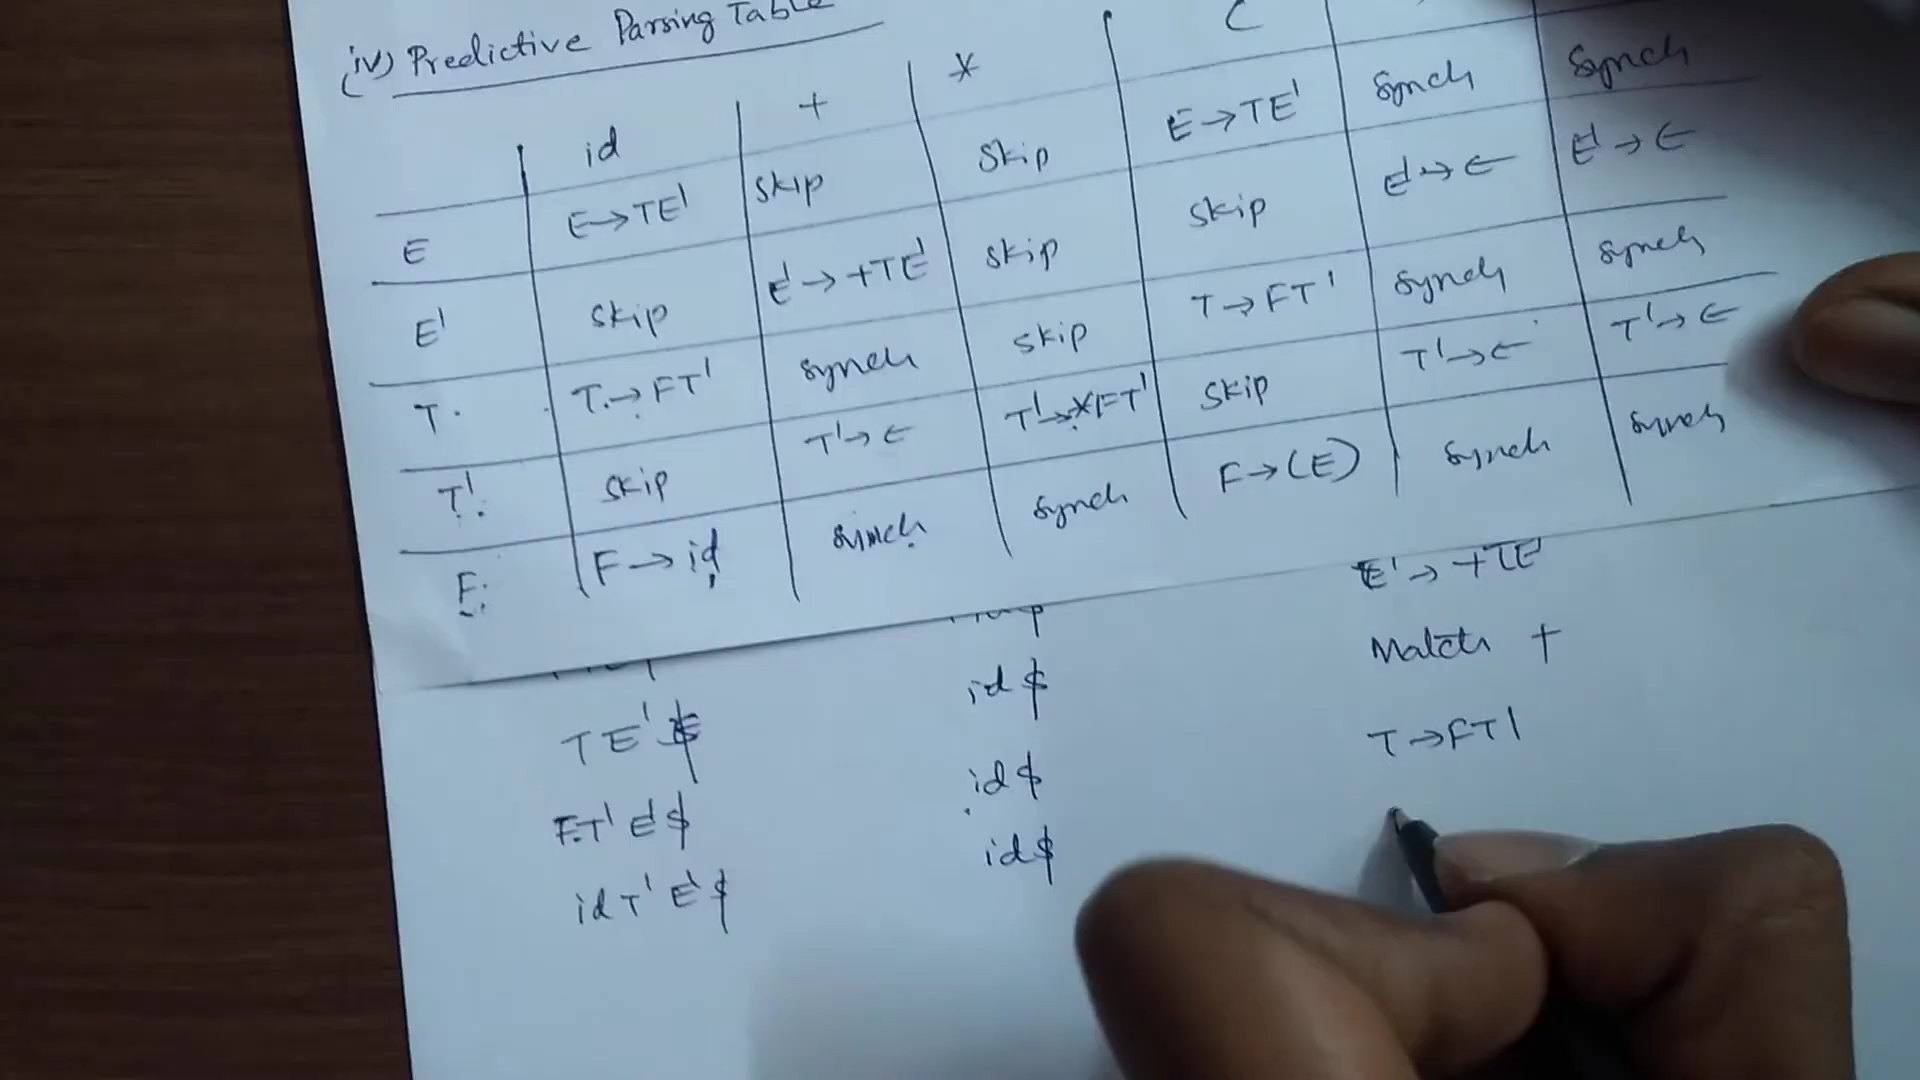 (iv) Predictive Parsing Table
id + * (
E E→TE' skip skip E→TE' synch synch
E' skip E'→+TE' skip skip E'→∈ E'→∈
T. T→FT' synch skip T→FT' synch synch
T' skip T'→∈ T'→*FT' skip T'→∈ T'→∈
F F→id synch synch F→(E) synch synch
E'→+TE'
id$ Match +
TE'$ id$ T→FT'
FT'E'$ id$
idT'E'$